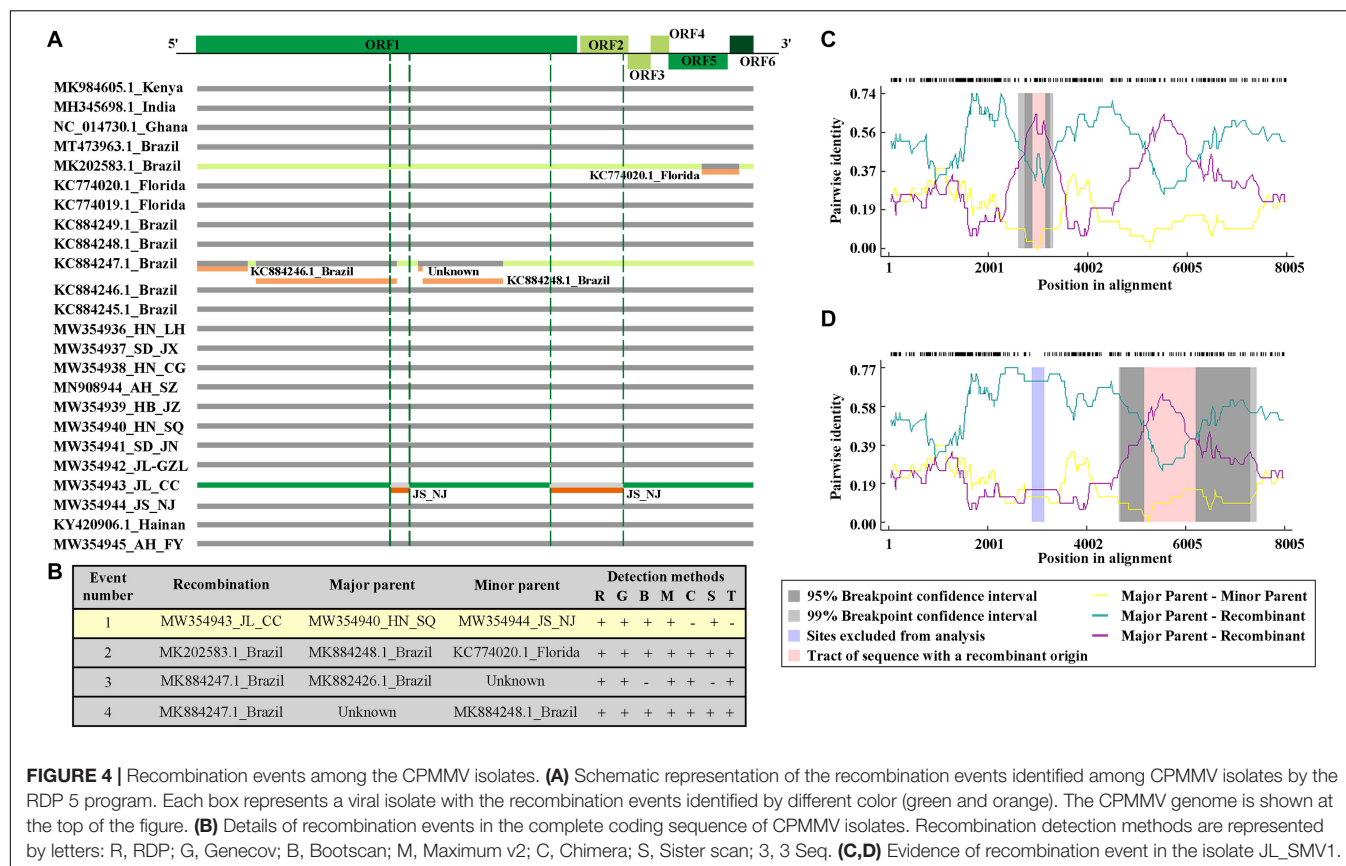 A
5'
ORF1
ORF2
ORF3
ORF4
ORF5
ORF6
3'
MK984605.1_Kenya
MH345698.1_India
NC_014730.1_Ghana
MT473963.1_Brazil
MK202583.1_Brazil
KC774020.1_Florida
KC774020.1_Florida
KC774019.1_Florida
KC884249.1_Brazil
KC884248.1_Brazil
KC884247.1_Brazil
KC884246.1_Brazil
Unknown
KC884248.1_Brazil
KC884246.1_Brazil
KC884245.1_Brazil
MW354936_HN_LH
MW354937_SD_JX
MW354938_HN_CG
MN908944_AH_SZ
MW354939_HB_JZ
MW354940_HN_SQ
MW354941_SD_JN
MW354942_JL-GZL
MW354943_JL_CC
JS_NJ
JS_NJ
MW354944_JS_NJ
KY420906.1_Hainan
MW354945_AH_FY
B
Event number Recombination Major parent Minor parent Detection methods
R G B M C S T
1 MW354943_JL_CC MW354940_HN_SQ MW354944_JS_NJ + + + + - + -
2 MK202583.1_Brazil MK884248.1_Brazil KC774020.1_Florida + + + + + + +
3 MK884247.1_Brazil MK882426.1_Brazil Unknown + + - + + - +
4 MK884247.1_Brazil Unknown MK884248.1_Brazil + + + + + + +
C
Pairwise identity
0.74
0.56
0.37
0.19
0.00
1 2001 4002 6005 8005
Position in alignment
D
Pairwise identity
0.77
0.58
0.39
0.19
0.00
1 2001 4002 6005 8005
Position in alignment
95% Breakpoint confidence interval
99% Breakpoint confidence interval
Sites excluded from analysis
Tract of sequence with a recombinant origin
Major Parent - Minor Parent
Major Parent - Recombinant
Major Parent - Recombinant
FIGURE 4 | Recombination events among the CPMMV isolates. (A) Schematic representation of the recombination events identified among CPMMV isolates by the
RDP 5 program. Each box represents a viral isolate with the recombination events identified by different color (green and orange). The CPMMV genome is shown at
the top of the figure. (B) Details of recombination events in the complete coding sequence of CPMMV isolates. Recombination detection methods are represented
by letters: R, RDP; G, Genecov; B, Bootscan; M, Maximum v2; C, Chimera; S, Sister scan; 3, 3 Seq. (C,D) Evidence of recombination event in the isolate JL_SMV1.